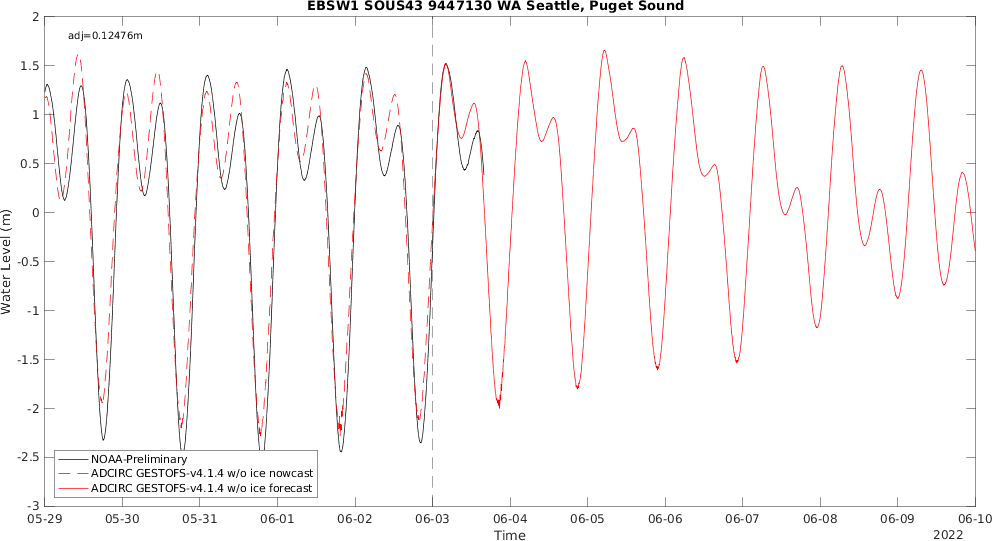 EBSW1 SOUS43 9447130 WA Seattle, Puget Sound
adj=0.12476m
2
1.5
1
0.5
0
-0.5
-1
-1.5
-2
-2.5
-3
Water Level (m)
NOAA-Preliminary
ADCIRC GESTOFS-v4.1.4 w/o ice nowcast
ADCIRC GESTOFS-v4.1.4 w/o ice forecast
05-29 05-30 05-31 06-01 06-02 06-03 06-04 06-05 06-06 06-07 06-08 06-09 06-10
Time
2022